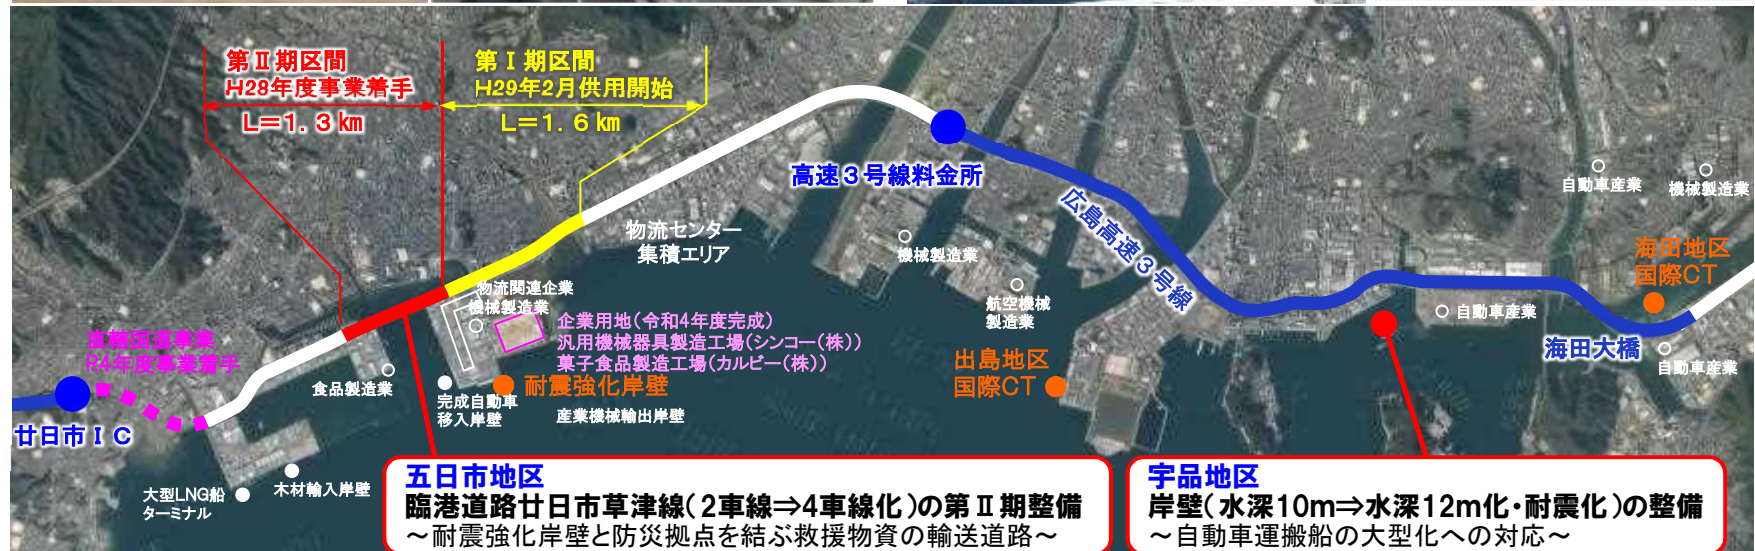 第Ⅱ期区間
H28年度事業着手
L=1.3㎞
第Ⅰ期区間
H29年2月供用開始
L=1.6㎞
高速3号線料金所
広島高速3号線
自動車産業
機械製造業
物流センター
集積エリア
機械製造業
航空機械
製造業
海田地区
国際CT
自動車産業
海田大橋
自動車産業
物流関連企業
機械製造業
企業用地(令和4年度完成)
汎用機械器具製造工場(シンコー(株))
菓子食品製造工場(カルビー(株))
直轄国道事業
R4年度事業着手
食品製造業
完成自動車
移入岸壁
耐震強化岸壁
産業機械輸出岸壁
出島地区
国際CT
廿日市IC
大型LNG船
ターミナル
木材輸入岸壁
五日市地区
臨港道路廿日市草津線(2車線⇒4車線化)の第Ⅱ期整備
~耐震強化岸壁と防災拠点を結ぶ救援物資の輸送道路~
宇品地区
岸壁(水深10m⇒水深12m化・耐震化)の整備
~自動車運搬船の大型化への対応~